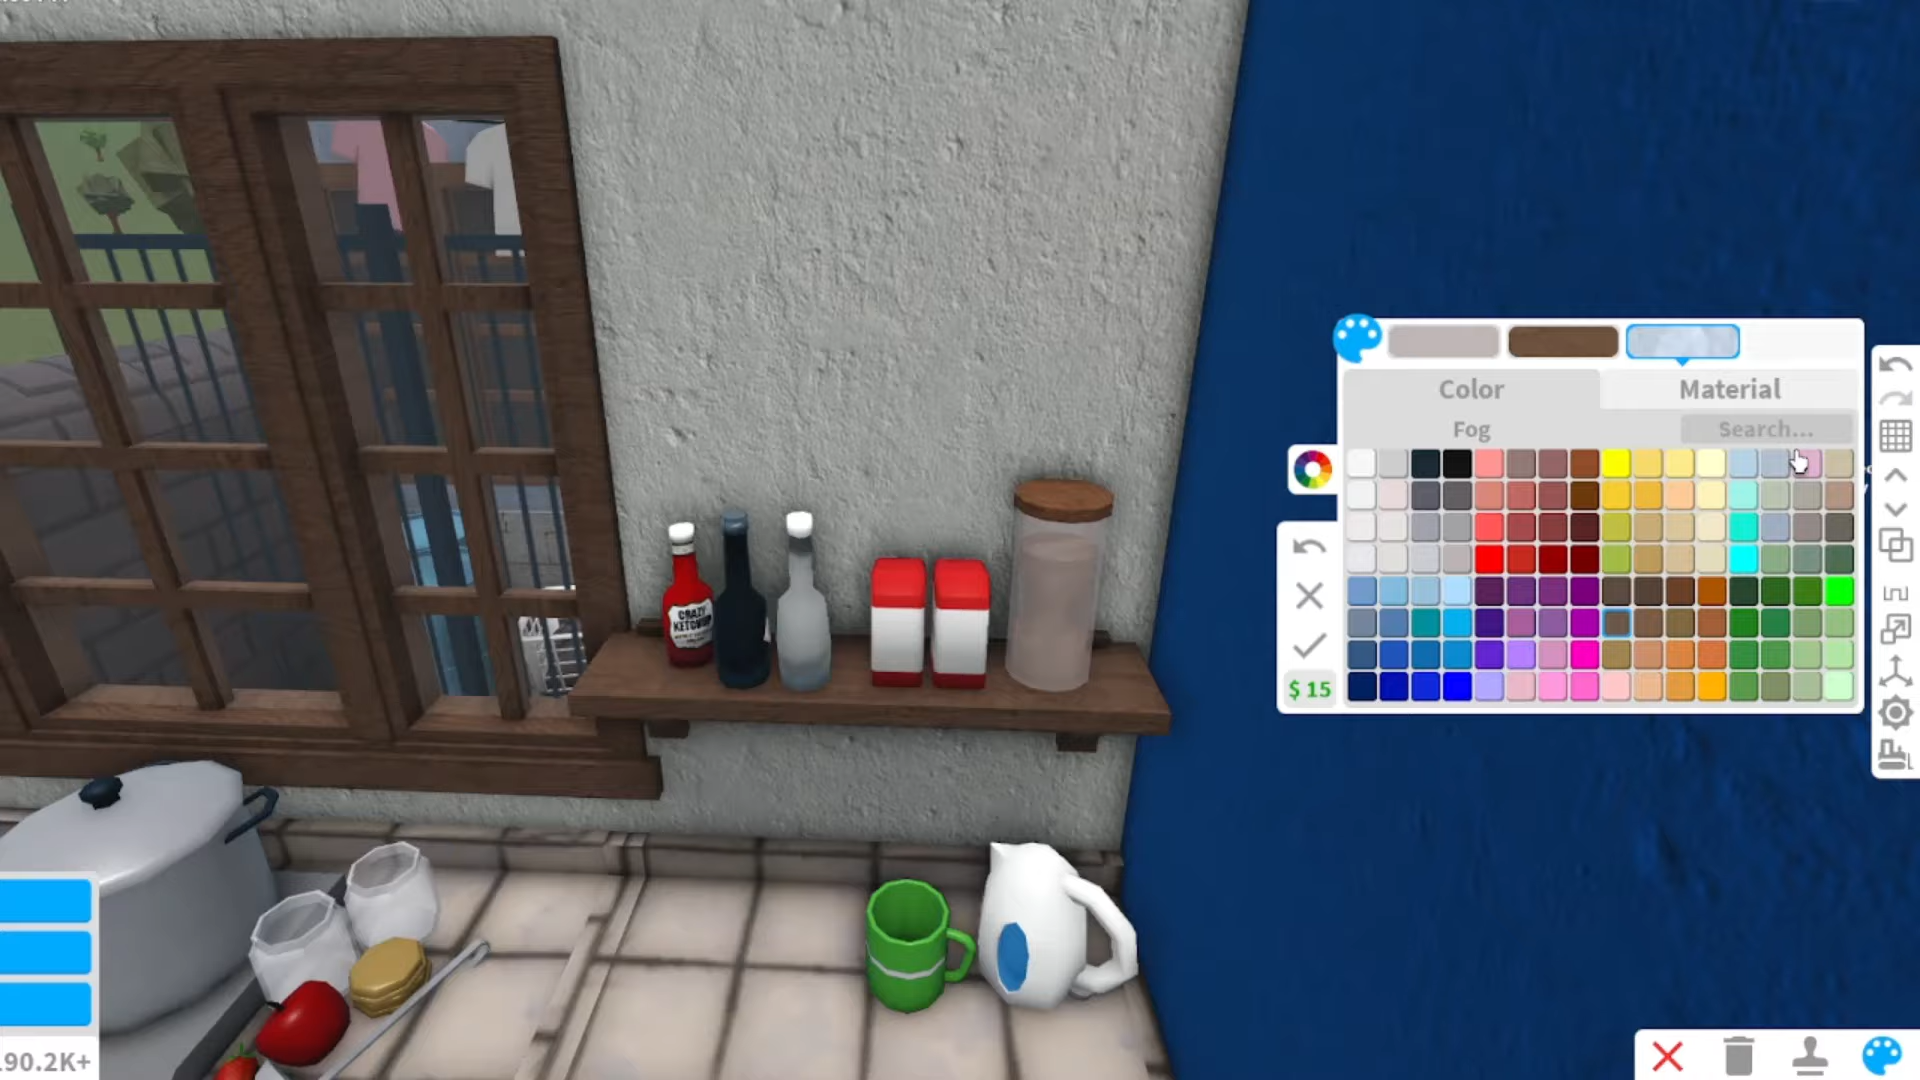 CRAZY
KETCHUP
Color
Material
Fog
Search...
$ 15
90.2K+